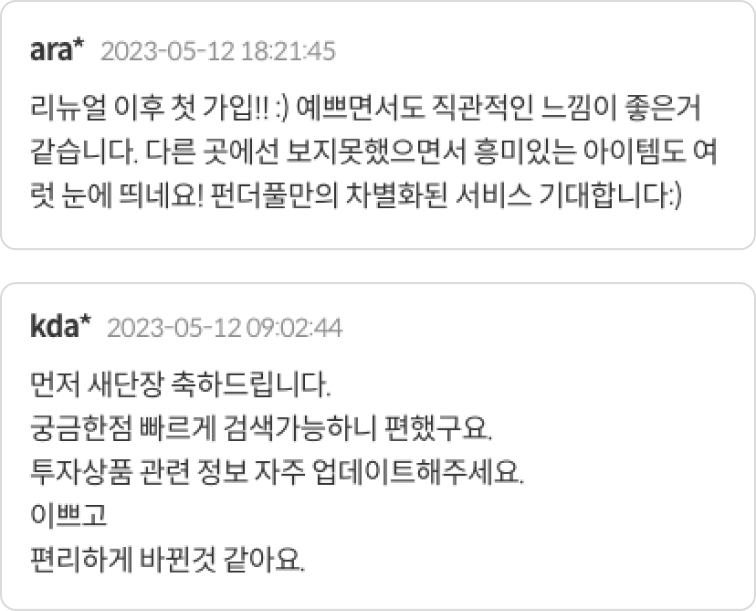 ara* 2023-05-12 18:21:45
리뉴얼 이후 첫 가입!! :) 예쁘면서도 직관적인 느낌이 좋은거
같습니다. 다른 곳에선 보지못했으면서 흥미있는 아이템도 여
럿 눈에 띄네요! 펀더풀만의 차별화된 서비스 기대합니다:)
kda* 2023-05-12 09:02:44
먼저 새단장 축하드립니다.
궁금한점 빠르게 검색가능하니 편했구요.
투자상품 관련 정보 자주 업데이트해주세요.
이쁘고
편리하게 바뀐것 같아요.